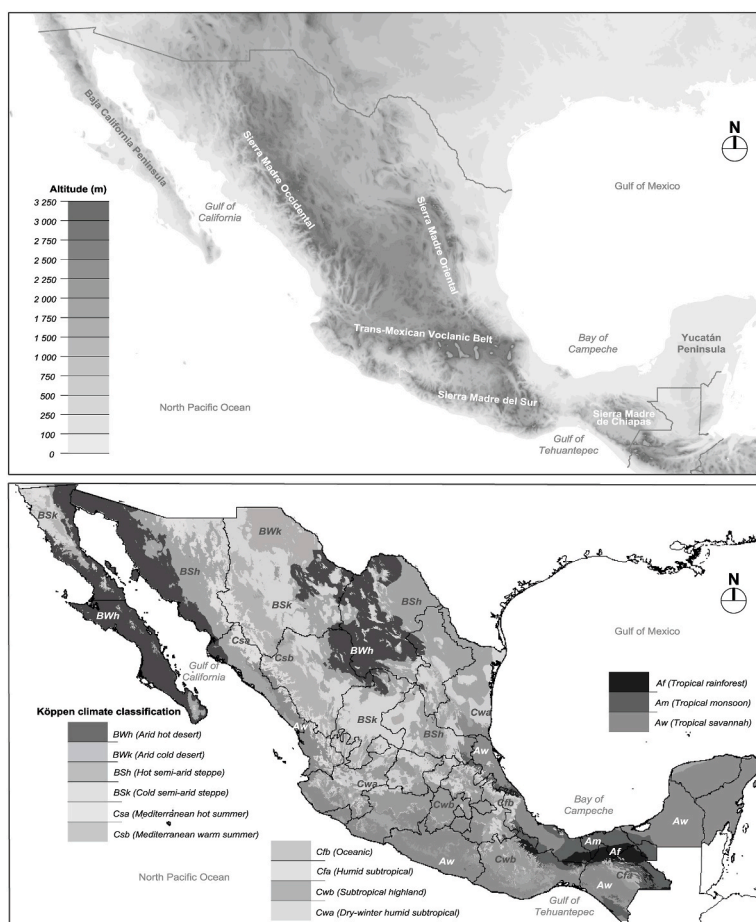 N
Baja California Peninsula
Sierra Madre Occidental
Gulf of Mexico
Altitude (m)
3 250
3 000
2 750
2 500
2 250
2 000
1 750
1 500
1 000
750
500
250
100
0
Gulf of
California
Sierra Madre Oriental
Trans-Mexican Voclanic Belt
Bay of
Campeche
Yucatán
Peninsula
North Pacific Ocean
Sierra Madre del Sur
Sierra Madre
de Chiapas
Gulf of
Tehuantepec
BSk
BWk
BSh
BSk
BSh
N
BWh
Csa
Csb
BWh
Gulf of Mexico
Gulf of
California
Af (Tropical rainforest)
Am (Tropical monsoon)
Aw (Tropical savannah)
Köppen climate classification
BWh (Arid hot desert)
BWk (Arid cold desert)
BSh (Hot semi-arid steppe)
BSk (Cold semi-arid steppe)
Csa (Mediterranean hot summer)
Csb (Mediterranean warm summer)
Aw
BSk
BSh
Cwa
Aw
Cwa
Cwb
Cfb
Bay of
Campeche
Aw
Am
Af
Cfa
Aw
Cwb
Aw
Cfb (Oceanic)
Cfa (Humid subtropical)
Cwb (Subtropical highland)
Cwa (Dry-winter humid subtropical)
North Pacific Ocean
Gulf of
Tehuantepec